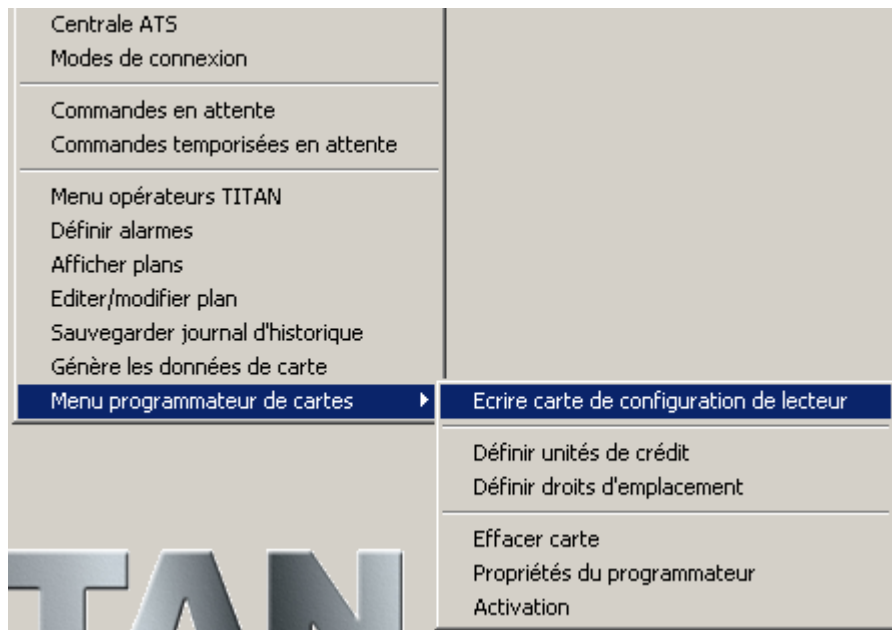 Centrale ATS
Modes de connexion
Commandes en attente
Commandes temporisées en attente
Menu opérateurs TITAN
Définir alarmes
Afficher plans
Editer/modifier plan
Sauvegarder journal d'historique
Génère les données de carte
Menu programmateur de cartes
Ecrire carte de configuration de lecteur
Définir unités de crédit
Définir droits d'emplacement
Effacer carte
Propriétés du programmateur
Activation
TAN